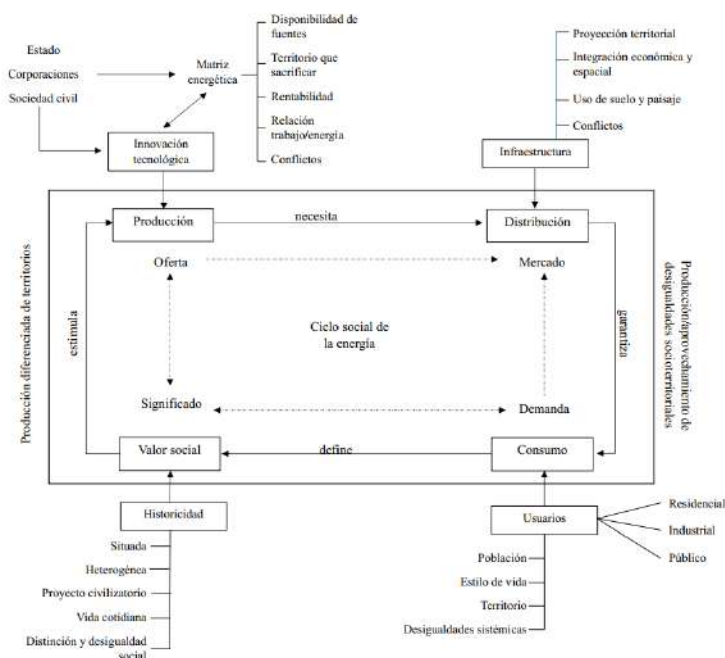 Estado
Corporaciones
Sociedad civil
Matriz
energética
Disponibilidad de
fuentes
Territorio que
sacrificar
Rentabilidad
Relación
trabajo/energía
Conflictos
Innovación
tecnológica
Proyección territorial
Integración económica y
espacial
Uso de suelo y paisaje
Conflictos
Infraestructura
Producción diferenciada de territorios
Producción
necesita
Distribución
Oferta
Mercado
estimula
Ciclo social de
la energía
garantiza
Producción/aprovechamiento de
desigualdades socioterritoriales
Significado
Demanda
Valor social
define
Consumo
Historicidad
Situada
Heterogénea
Proyecto civilizatorio
Vida cotidiana
Distinción y desigualdad
social
Usuarios
Residencial
Industrial
Público
Población
Estilo de vida
Territorio
Desigualdades sistémicas